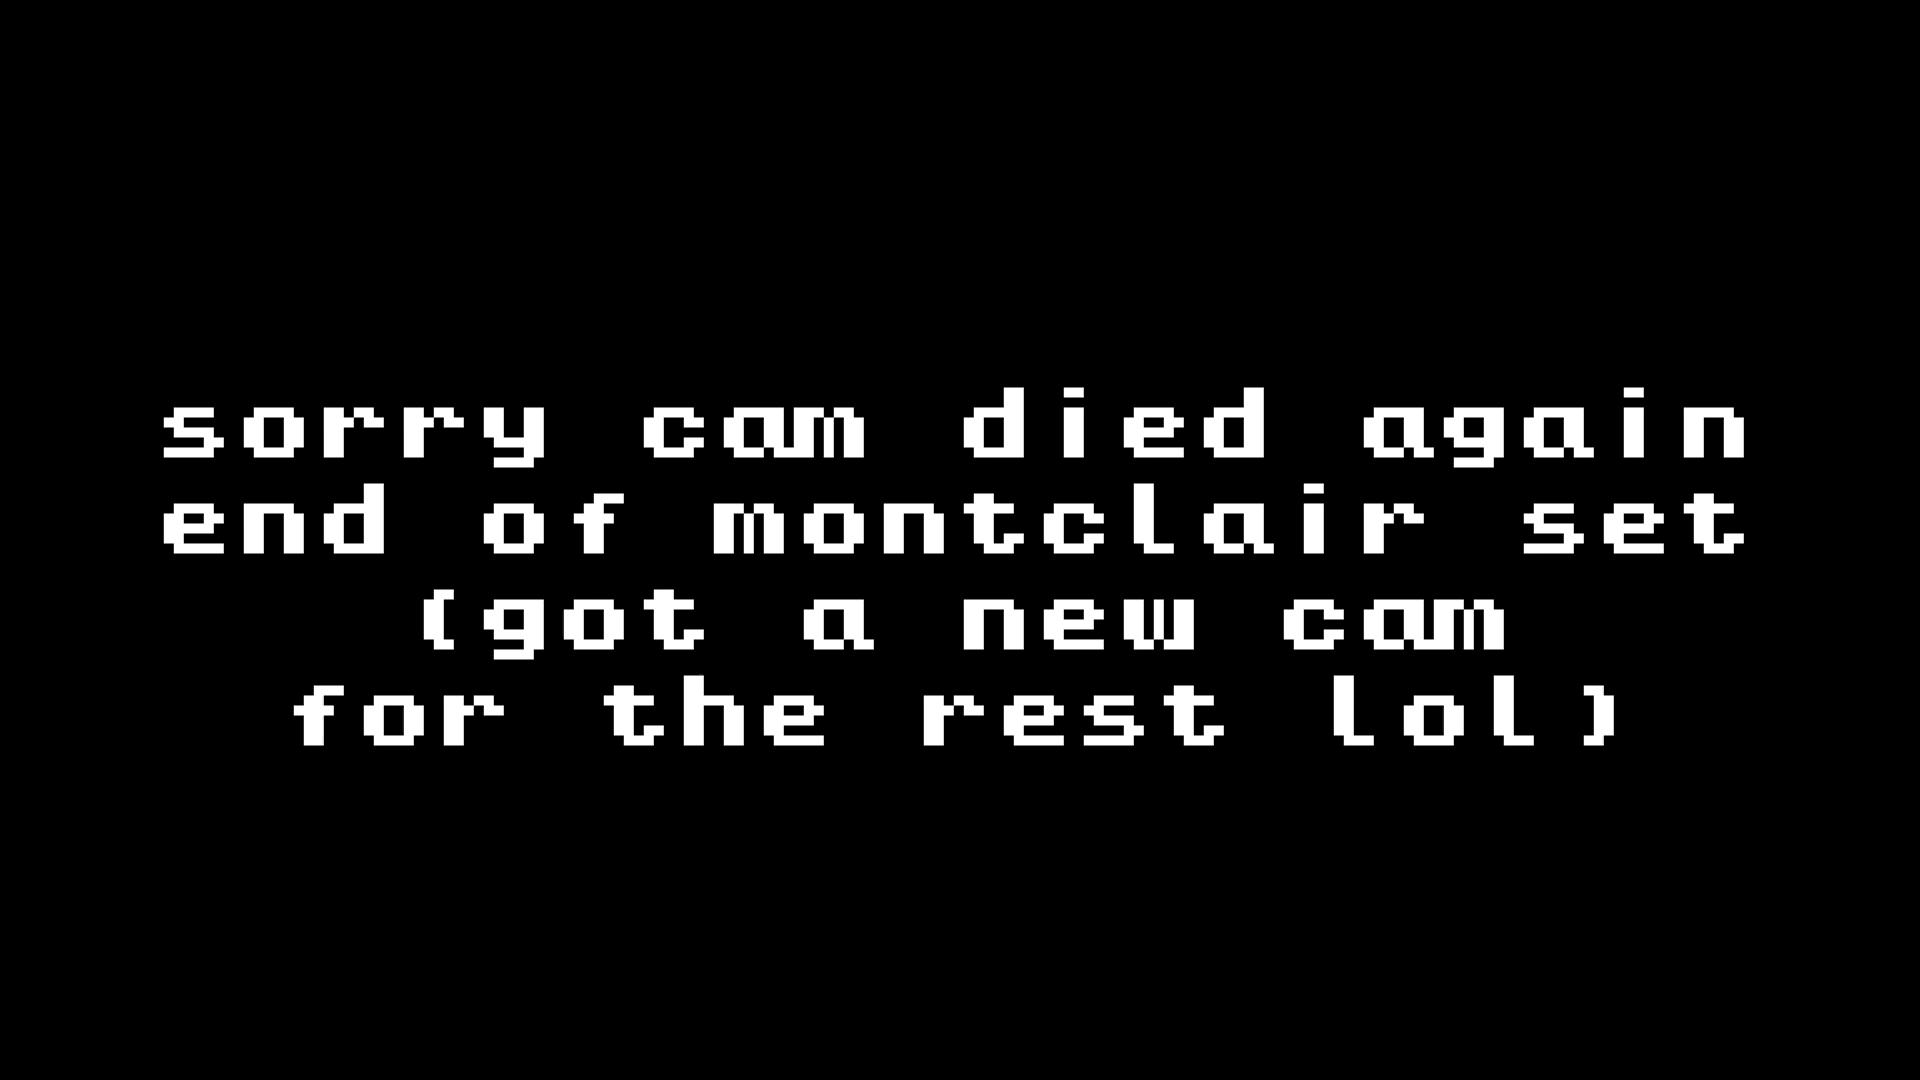 sorry cam died again
end of montclair set
(got a new cam
for the rest lol)